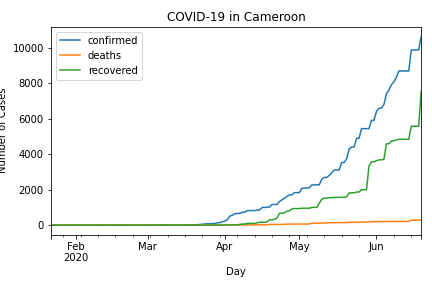 COVID-19 in Cameroon
confirmed
deaths
recovered
Number of Cases
10000
8000
6000
4000
2000
0
Feb
2020
Mar
Apr
May
Jun
Day